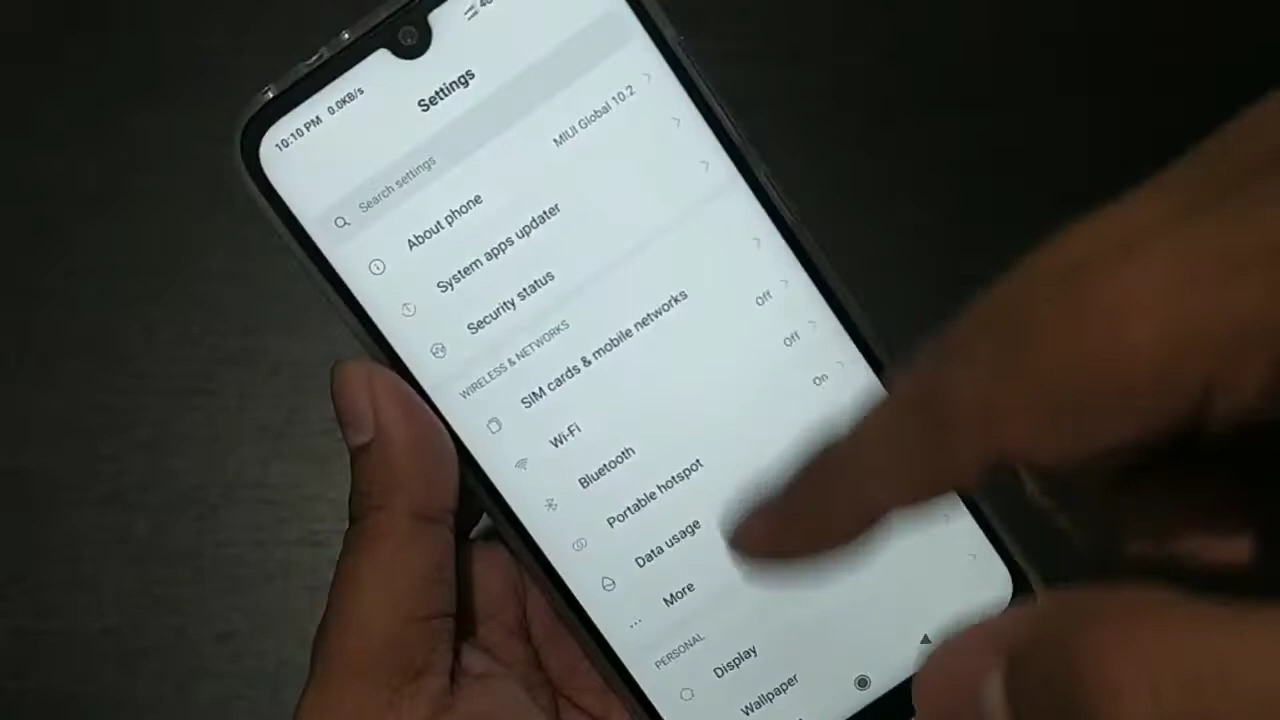 10:10 PM 0.0KB/s
Settings
Search settings
About phone MIUI Global 10.2
System apps updater
Security status
WIRELESS & NETWORKS
SIM cards & mobile networks
Wi-Fi Off
Bluetooth Off
Portable hotspot On
Data usage
More
PERSONAL
Display
Wallpaper